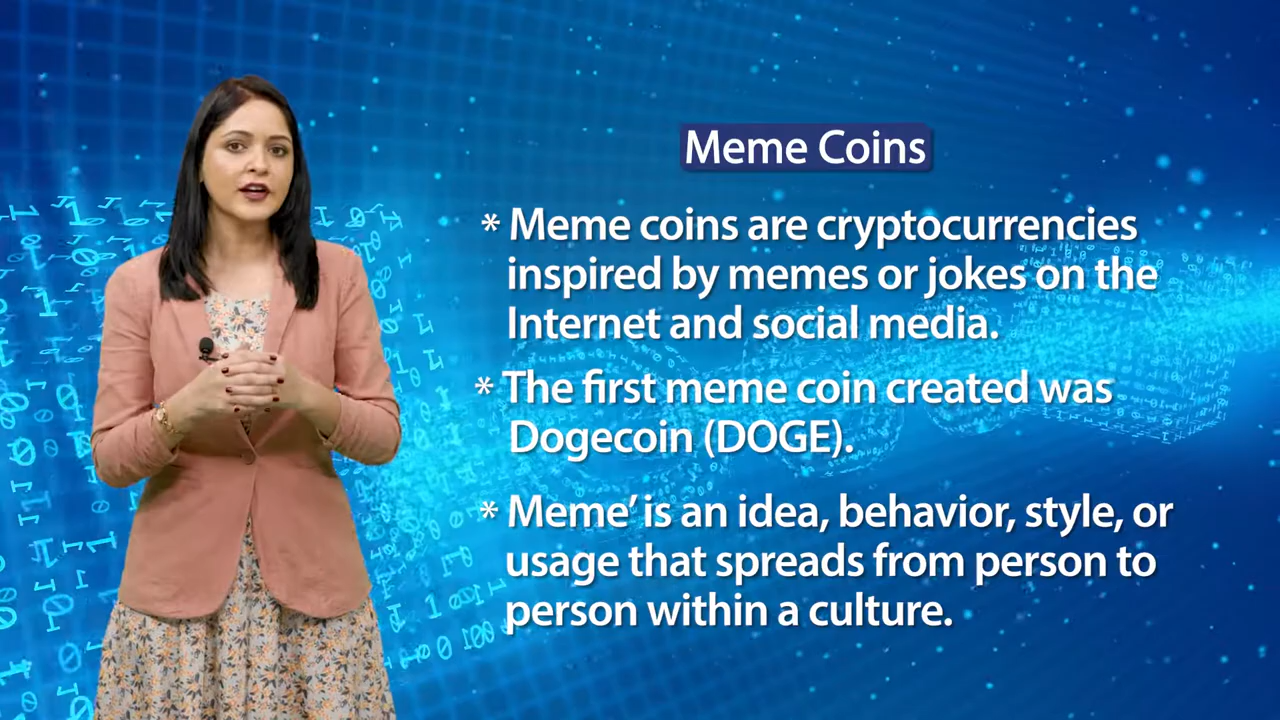 Meme Coins
* Meme coins are cryptocurrencies
inspired by memes or jokes on the
Internet and social media.
* The first meme coin created was
Dogecoin (DOGE).
* Meme’ is an idea, behavior, style, or
usage that spreads from person to
person within a culture.